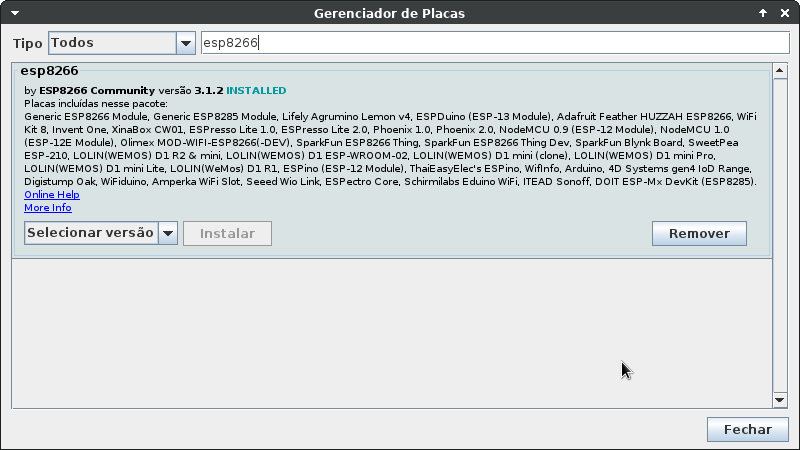 Gerenciador de Placas
Tipo Todos esp8266
esp8266
by ESP8266 Community versão 3.1.2 INSTALLED
Placas incluídas nesse pacote:
Generic ESP8266 Module, Generic ESP8285 Module, Lifely Agrumino Lemon v4, ESPDuino (ESP-13 Module), Adafruit Feather HUZZAH ESP8266, WiFi
Kit 8, Invent One, XinaBox CW01, ESPresso Lite 1.0, ESPresso Lite 2.0, Phoenix 1.0, Phoenix 2.0, NodeMCU 0.9 (ESP-12 Module), NodeMCU 1.0
(ESP-12E Module), Olimex MOD-WIFI-ESP8266(-DEV), SparkFun ESP8266 Thing, SparkFun ESP8266 Thing Dev, SparkFun Blynk Board, SweetPea
ESP-210, LOLIN(WEMOS) D1 R2 & mini, LOLIN(WEMOS) D1 ESP-WROOM-02, LOLIN(WEMOS) D1 mini (clone), LOLIN(WEMOS) D1 mini Pro,
LOLIN(WEMOS) D1 mini Lite, LOLIN(WeMos) D1 R1, ESPino (ESP-12 Module), ThaiEasyElec's ESPino, WifInfo, Arduino, 4D Systems gen4 IoD Range,
Digistump Oak, WiFiduino, Amperka WiFi Slot, Seeed Wio Link, ESPectro Core, Schirmilabs Eduino WiFi, ITEAD Sonoff, DOIT ESP-Mx DevKit (ESP8285).
Online Help
More Info
Selecionar versão Instalar Remover
Fechar